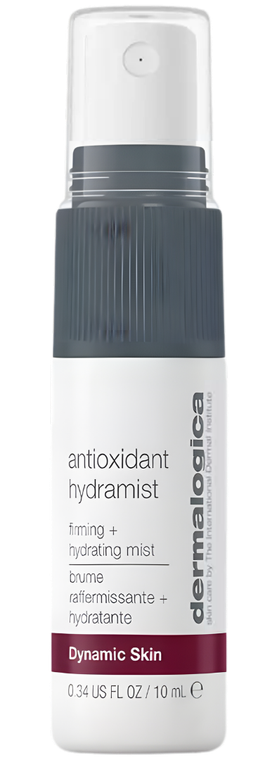 antioxidant
hydramist
firming +
hydrating mist
brume
raffermissante +
hydratante
Dynamic Skin
0.34 US FL OZ / 10 mL ℮
dermalogica
skin care by The International Dermal Institute